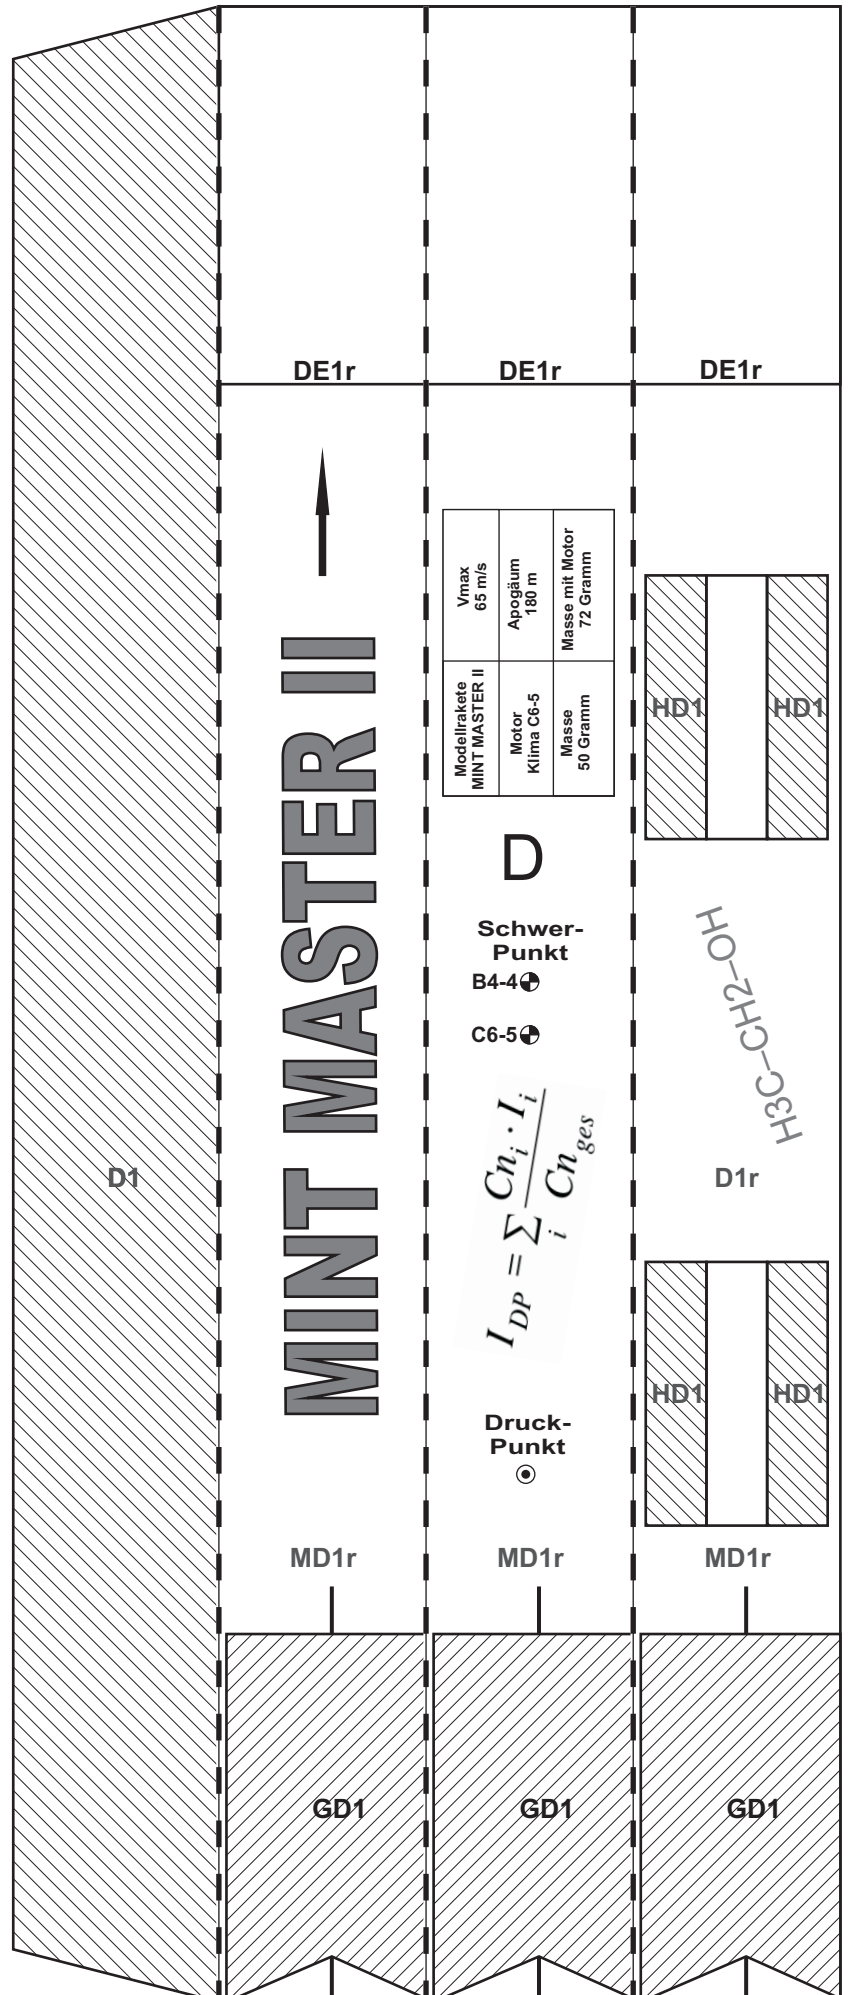 DE1r
DE1r
DE1r
MINT MASTER II
Modellrakete
MINT MASTER II
Vmax
65 m/s
Motor
Klima C6-5
Apogäum
180 m
Masse
50 Gramm
Masse mit Motor
72 Gramm
HD1
HD1
D
Schwer-
Punkt
B4-4
C6-5
H3C–CH2–OH
I_DP = Σ_i Cn_i · I_i / Cn_ges
D1
D1r
HD1
HD1
Druck-
Punkt
MD1r
MD1r
MD1r
GD1
GD1
GD1